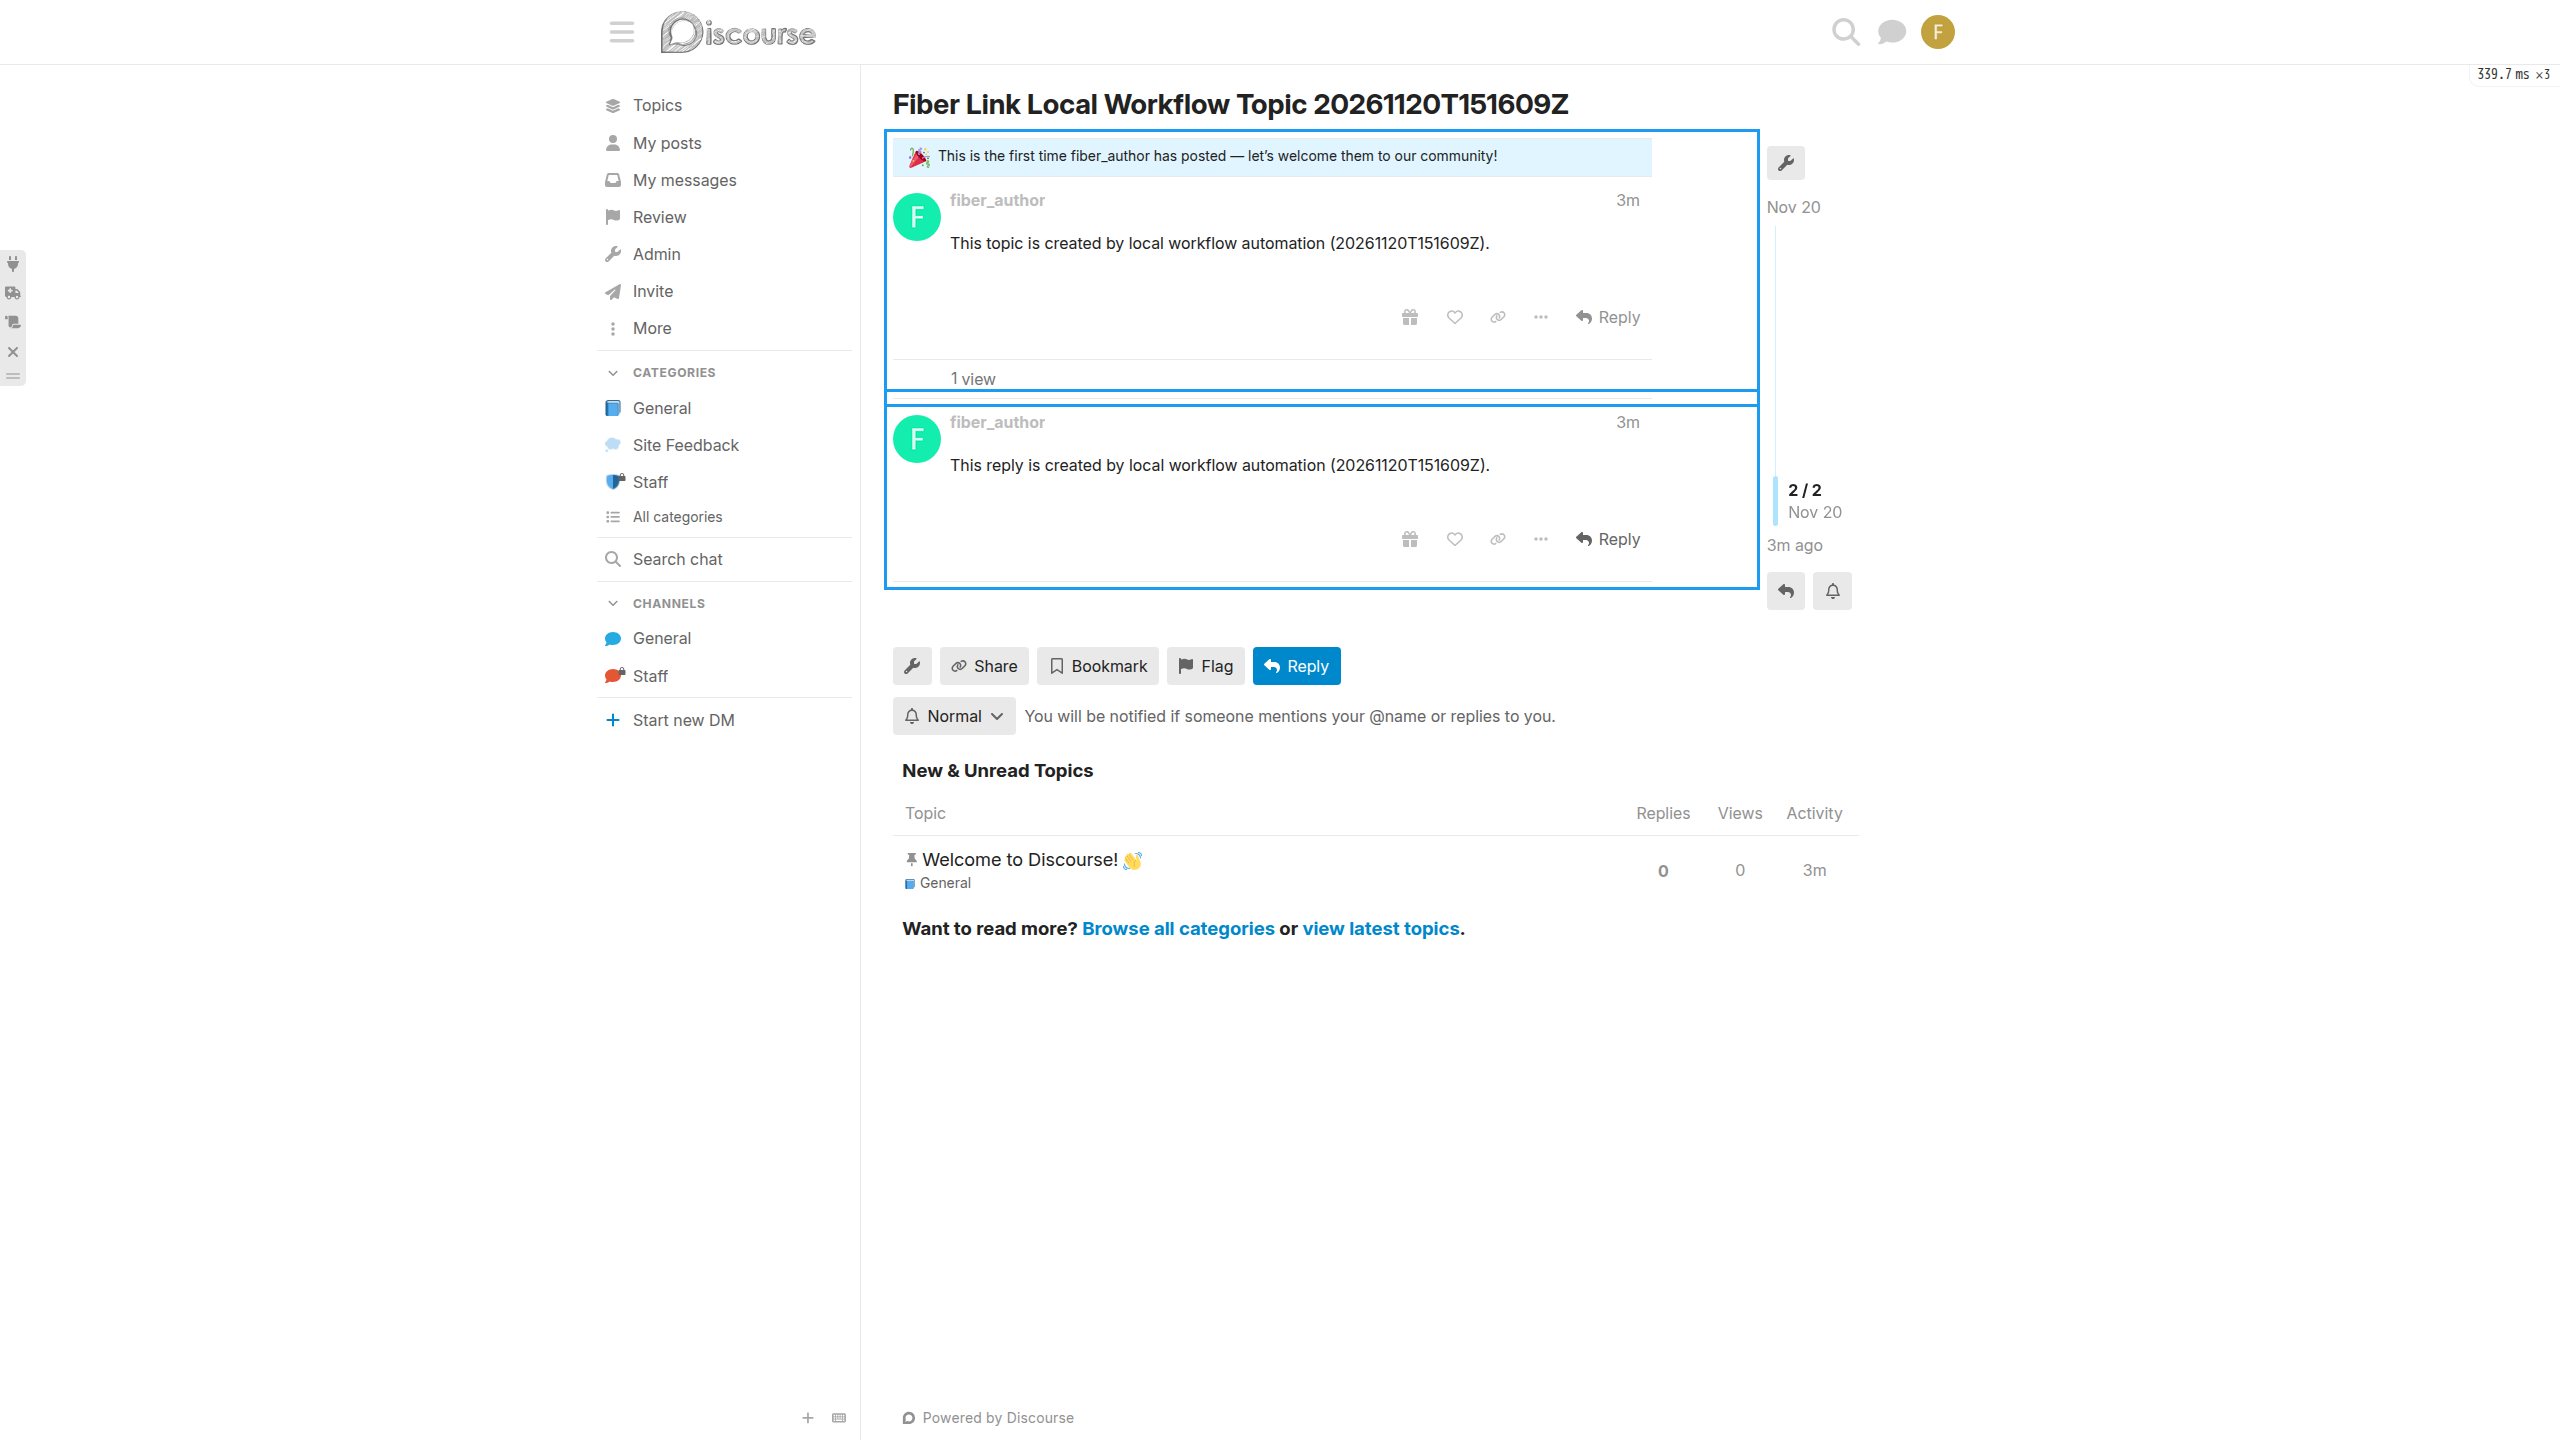 Discourse
F
339.7 ms ×3
Topics
My posts
My messages
Review
Admin
Invite
More
CATEGORIES
General
Site Feedback
Staff
All categories
Search chat
CHANNELS
General
Staff
Start new DM
Fiber Link Local Workflow Topic 20261120T151609Z
This is the first time fiber_author has posted — let’s welcome them to our community!
F
fiber_author
3m
This topic is created by local workflow automation (20261120T151609Z).
Reply
1 view
F
fiber_author
3m
This reply is created by local workflow automation (20261120T151609Z).
Reply
Nov 20
2 / 2
Nov 20
3m ago
Share
Bookmark
Flag
Reply
Normal
You will be notified if someone mentions your @name or replies to you.
New & Unread Topics
Topic Replies Views Activity
Welcome to Discourse!
General
0 0 3m
Want to read more? Browse all categories or view latest topics.
Powered by Discourse